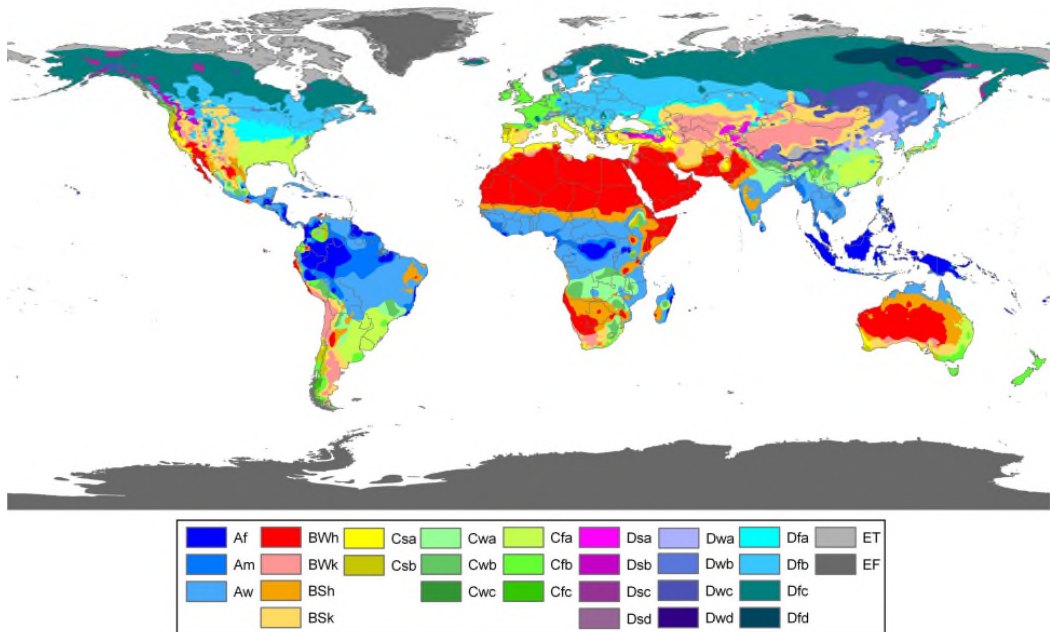 Af BWh Csa Cwa Cfa Dsa Dwa Dfa ET
Am BWk Csb Cwb Cfb Dsb Dwb Dfb EF
Aw BSh Cwc Cfc Dsc Dwc Dfc
BSk Dsd Dwd Dfd